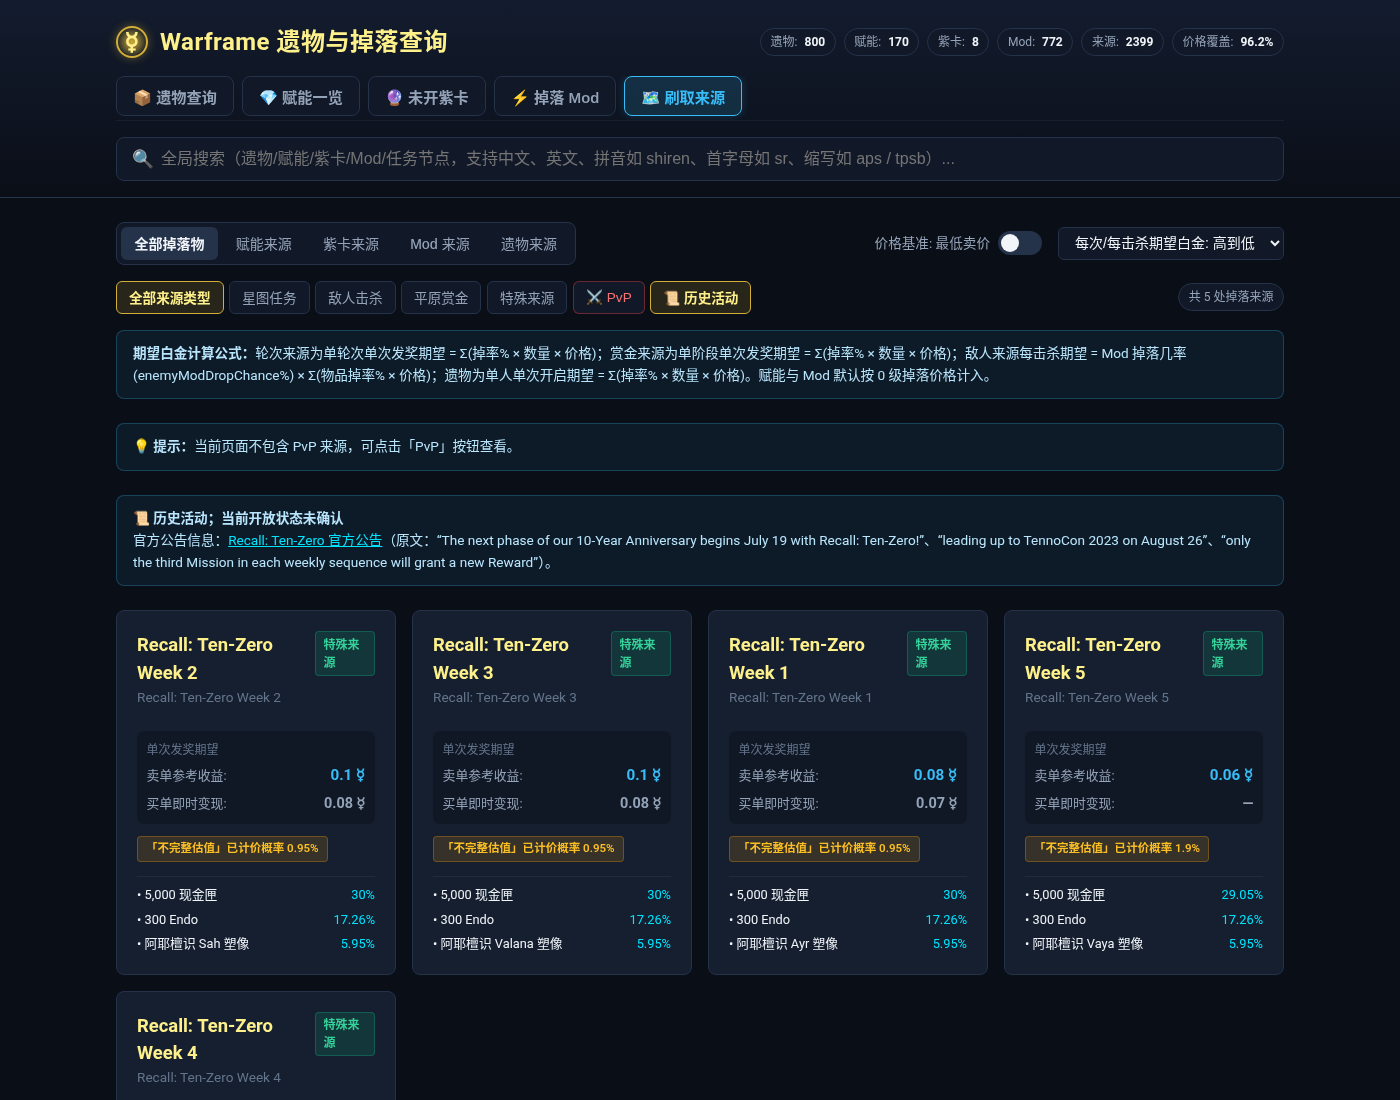 Warframe 遗物与掉落查询
遗物: 800
赋能: 170
紫卡: 8
Mod: 772
来源: 2399
价格覆盖: 96.2%
遗物查询
赋能一览
未开紫卡
掉落 Mod
刷取来源
全局搜索（遗物/赋能/紫卡/Mod/任务节点，支持中文、英文、拼音如 shiren、首字母如 sr、缩写如 aps / tpsb）...
全部掉落物
赋能来源
紫卡来源
Mod 来源
遗物来源
价格基准: 最低卖价
每次/每击杀期望白金: 高到低
全部来源类型
星图任务
敌人击杀
平原赏金
特殊来源
PvP
历史活动
共 5 处掉落来源
期望白金计算公式：轮次来源为单轮次单次发奖期望 = Σ(掉率% × 数量 × 价格)；赏金来源为单阶段单次发奖期望 = Σ(掉率% × 数量 × 价格)；敌人来源每击杀期望 = Mod 掉落几率
(enemyModDropChance%) × Σ(物品掉率% × 价格)；遗物为单人单次开启期望 = Σ(掉率% × 数量 × 价格)。赋能与 Mod 默认按 0 级掉落价格计入。
提示：当前页面不包含 PvP 来源，可点击「PvP」按钮查看。
历史活动；当前开放状态未确认
官方公告信息：Recall: Ten-Zero 官方公告（原文：“The next phase of our 10-Year Anniversary begins July 19 with Recall: Ten-Zero!”、“leading up to TennoCon 2023 on August 26”、“only
the third Mission in each weekly sequence will grant a new Reward”）。
Recall: Ten-Zero
Week 2
特殊来
源
Recall: Ten-Zero Week 2
单次发奖期望
卖单参考收益: 0.1
买单即时变现: 0.08
「不完整估值」已计价概率 0.95%
• 5,000 现金匣 30%
• 300 Endo 17.26%
• 阿耶檀识 Sah 塑像 5.95%
Recall: Ten-Zero
Week 3
特殊来
源
Recall: Ten-Zero Week 3
单次发奖期望
卖单参考收益: 0.1
买单即时变现: 0.08
「不完整估值」已计价概率 0.95%
• 5,000 现金匣 30%
• 300 Endo 17.26%
• 阿耶檀识 Valana 塑像 5.95%
Recall: Ten-Zero
Week 1
特殊来
源
Recall: Ten-Zero Week 1
单次发奖期望
卖单参考收益: 0.08
买单即时变现: 0.07
「不完整估值」已计价概率 0.95%
• 5,000 现金匣 30%
• 300 Endo 17.26%
• 阿耶檀识 Ayr 塑像 5.95%
Recall: Ten-Zero
Week 5
特殊来
源
Recall: Ten-Zero Week 5
单次发奖期望
卖单参考收益: 0.06
买单即时变现: —
「不完整估值」已计价概率 1.9%
• 5,000 现金匣 29.05%
• 300 Endo 17.26%
• 阿耶檀识 Vaya 塑像 5.95%
Recall: Ten-Zero
Week 4
特殊来
源
Recall: Ten-Zero Week 4